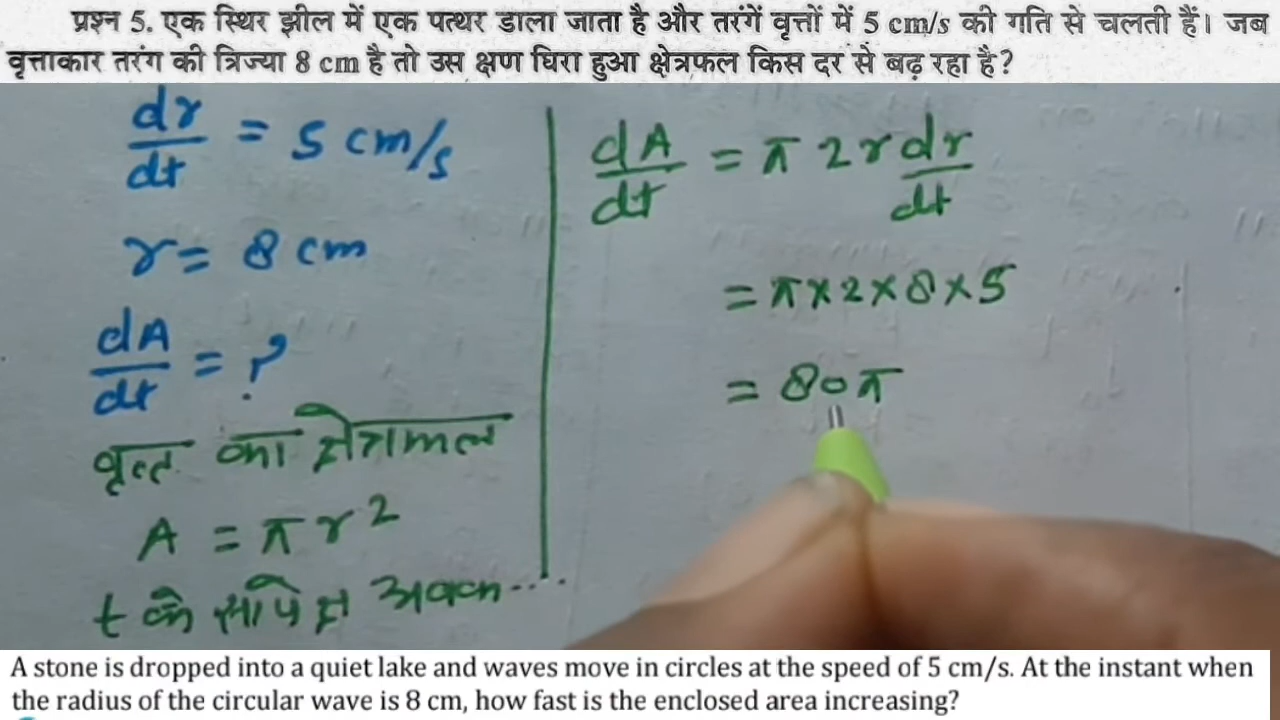 प्रश्न 5. एक स्थिर झील में एक पत्थर डाला जाता है और तरंगें वृत्तों में 5 cm/s की गति से चलती हैं। जब
वृत्ताकार तरंग की त्रिज्या 8 cm है तो उस क्षण घिरा हुआ क्षेत्रफल किस दर से बढ़ रहा है?
dr/dt = 5 cm/s
r = 8 cm
dA/dt = ?
वृत्त का क्षेत्रफल
A = πr²
t के सापेक्ष अवक...
dA/dt = π 2r dr/dt
= π×2×8×5
= 80π
A stone is dropped into a quiet lake and waves move in circles at the speed of 5 cm/s. At the instant when
the radius of the circular wave is 8 cm, how fast is the enclosed area increasing?